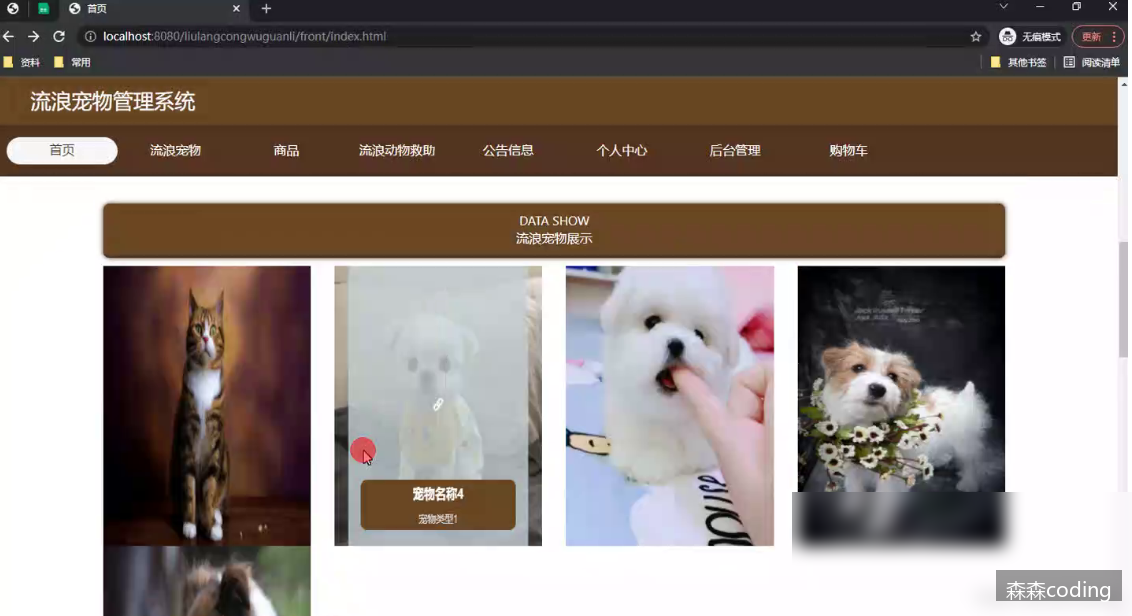 首页
localhost:8080/liulangcongwuguanli/front/index.html
无痕模式
更新
资料
常用
其他书签
阅读清单
流浪宠物管理系统
首页
流浪宠物
商品
流浪动物救助
公告信息
个人中心
后台管理
购物车
DATA SHOW
流浪宠物展示
宠物名称4
宠物类型1
森森coding